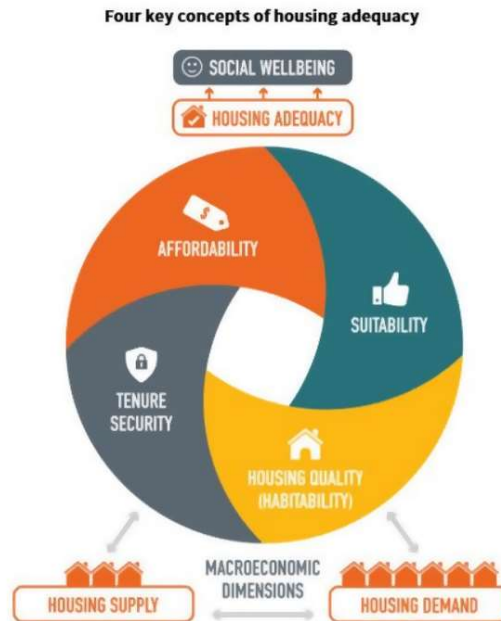 Four key concepts of housing adequacy
SOCIAL WELLBEING
HOUSING ADEQUACY
$
AFFORDABILITY
SUITABILITY
TENURE
SECURITY
HOUSING QUALITY
(HABITABILITY)
MACROECONOMIC
DIMENSIONS
HOUSING SUPPLY
HOUSING DEMAND